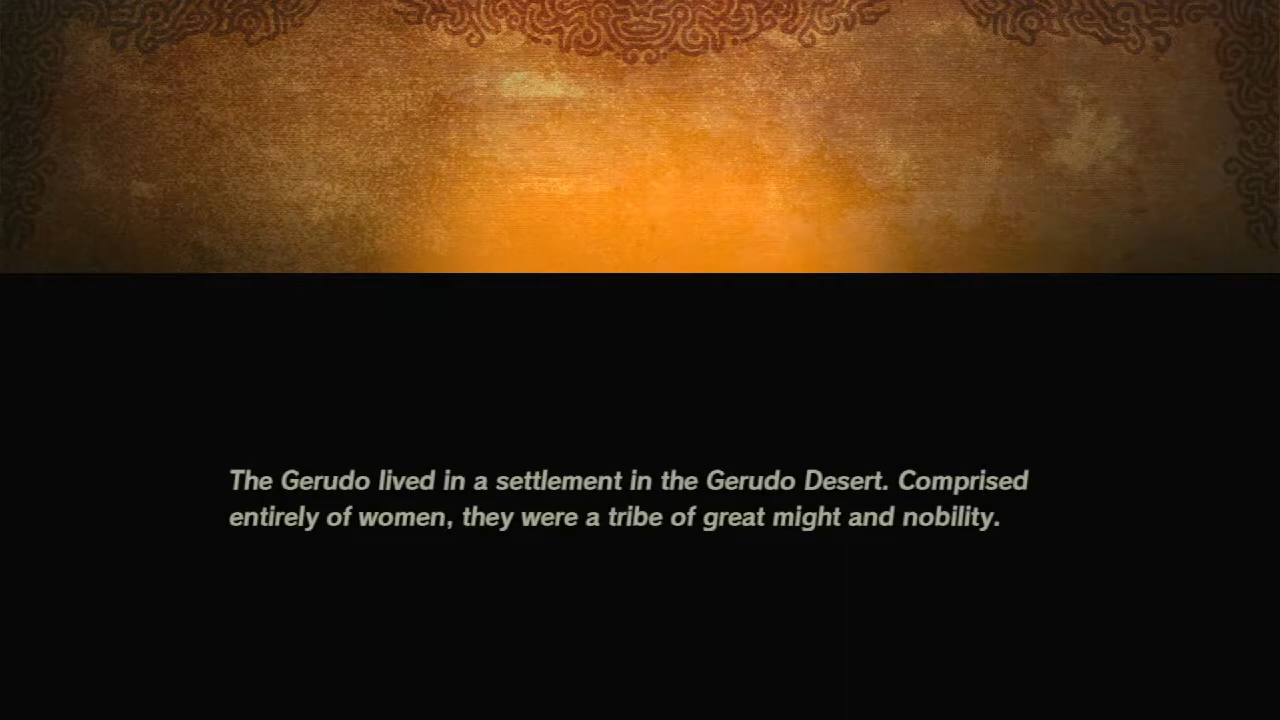 The Gerudo lived in a settlement in the Gerudo Desert. Comprised
entirely of women, they were a tribe of great might and nobility.